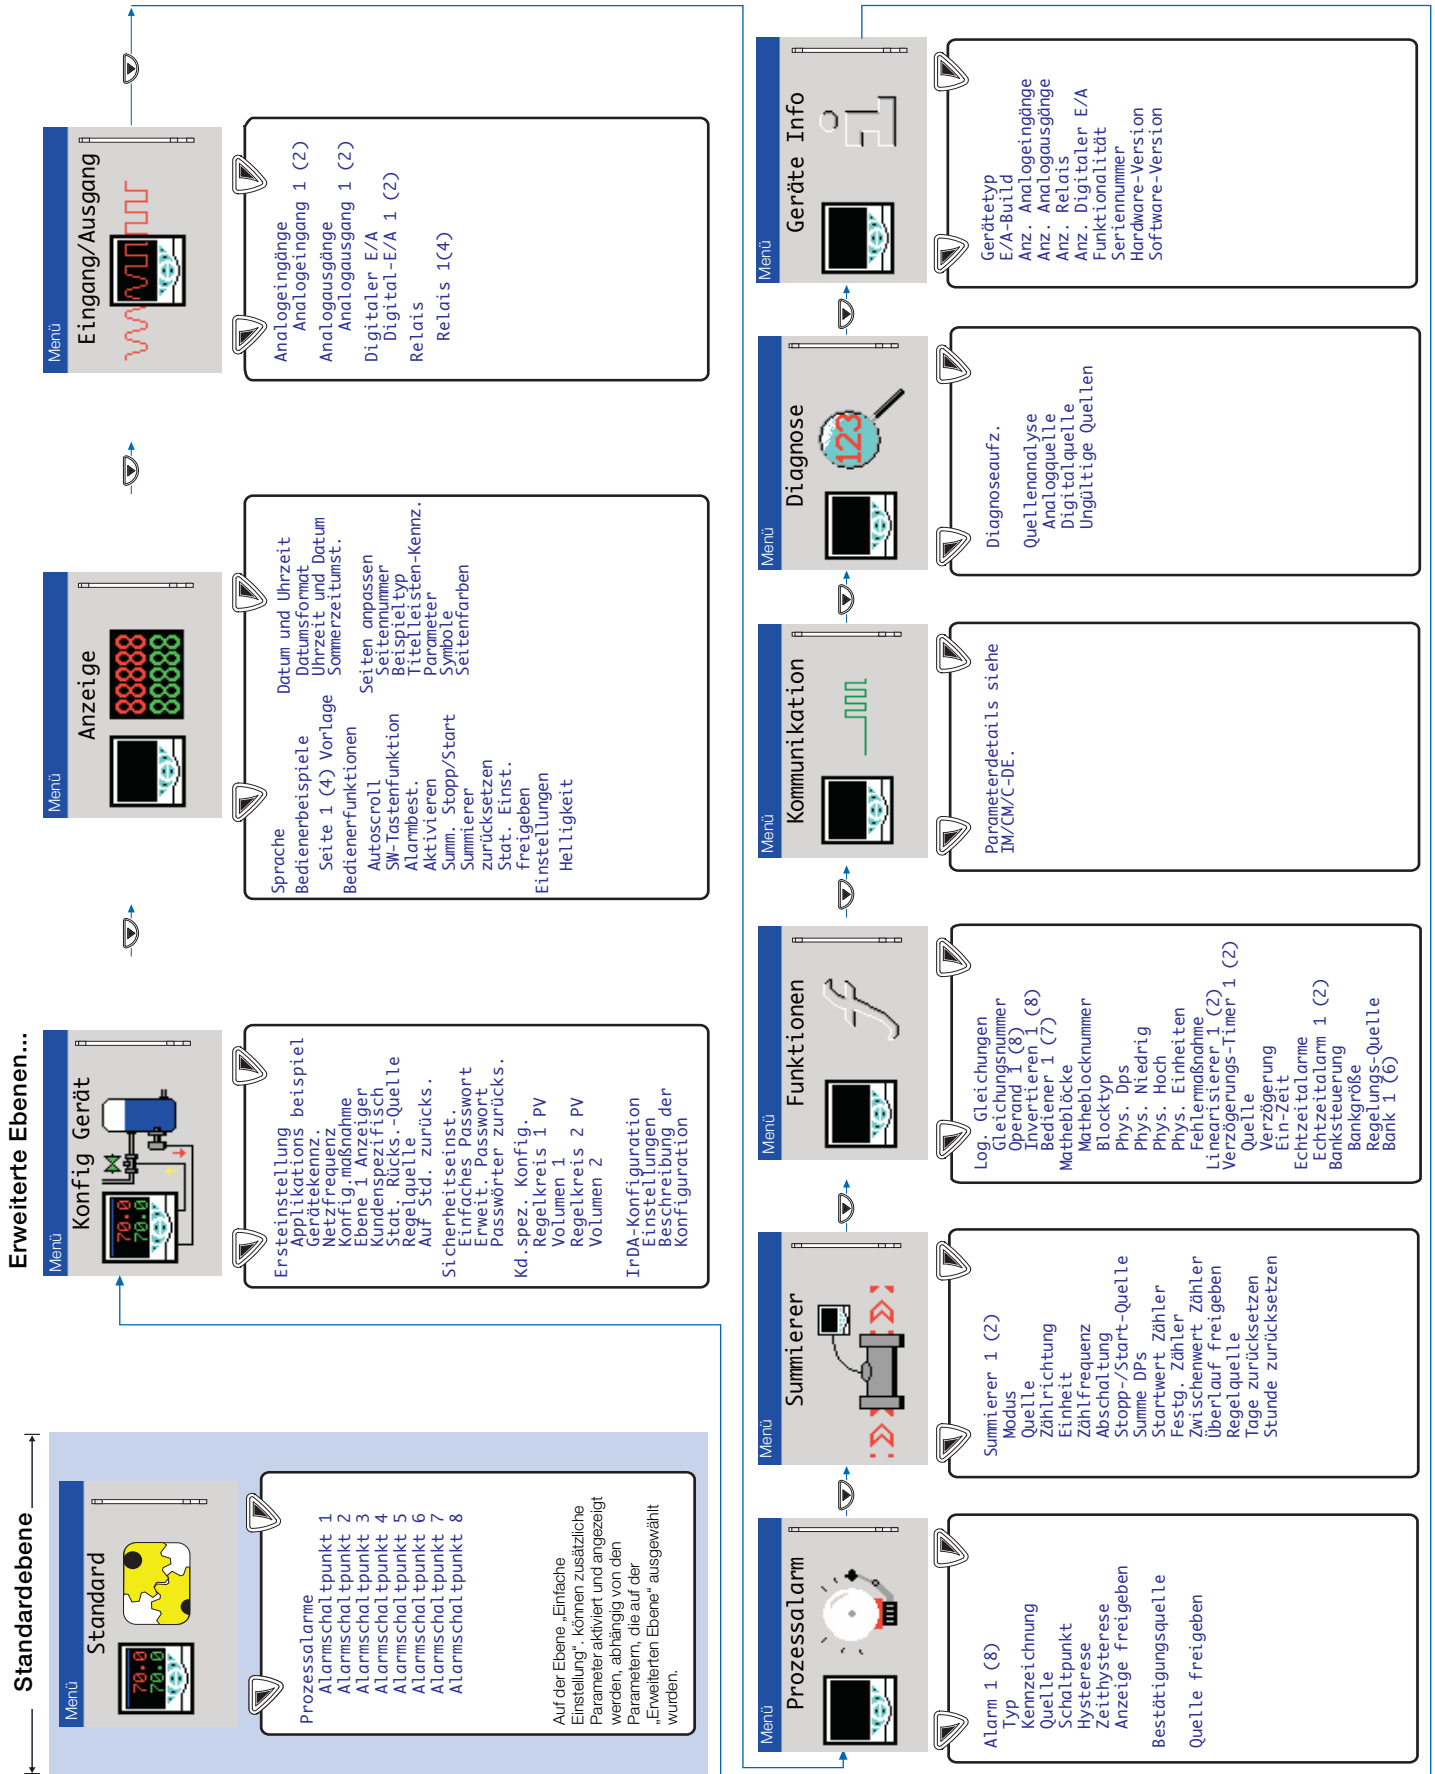 Standardebene
Erweiterte Ebenen...
Menü
Standard
70.0
70.0
Prozessalarme
Alarmschaltpunkt 1
Alarmschaltpunkt 2
Alarmschaltpunkt 3
Alarmschaltpunkt 4
Alarmschaltpunkt 5
Alarmschaltpunkt 6
Alarmschaltpunkt 7
Alarmschaltpunkt 8
Auf der Ebene „Einfache
Einstellung“. können zusätzliche
Parameter aktiviert und angezeigt
werden, abhängig von den
Parametern, die auf der
„Erweiterten Ebene“ ausgewählt
wurden.
Menü
Konfig Gerät
70.0
70.0
Ersteinstellung
Applikations beispiel
Gerätekennz.
Netzfrequenz
Konfig.maßnahme
Ebene 1 Anzeiger
Kundenspezifisch
Stat. Rücks.-Quelle
Regelquelle
Auf Std. zurücks.
Sicherheitseinst.
Einfaches Passwort
Erweit. Passwort
Passwörter zurücks.
Kd.spez. Konfig.
Regelkreis 1 PV
Volumen 1
Regelkreis 2 PV
Volumen 2
IrDA-Konfiguration
Einstellungen
Beschreibung der
Konfiguration
Menü
Anzeige
8888
8888
Sprache
Bedienerbeispiele
Seite 1 (4) Vorlage
Bedienerfunktionen
Autoscroll
SW-Tastenfunktion
Alarmbest.
Aktivieren
Summ. Stopp/Start
Summierer
zurücksetzen
Stat. Einst.
freigeben
Einstellungen
Helligkeit
Datum und Uhrzeit
Datumsformat
Uhrzeit und Datum
Sommerzeitumst.
Seiten anpassen
Seitennummer
Beispieltyp
Titelleisten-Kennz.
Parameter
Symbole
Seitenfarben
Menü
Eingang/Ausgang
Analogeingänge
Analogeingang 1 (2)
Analogausgänge
Analogausgang 1 (2)
Digitaler E/A
Digital-E/A 1 (2)
Relais
Relais 1(4)
Menü
Prozessalarm
Alarm 1 (8)
Typ
Kennzeichnung
Quelle
Schaltpunkt
Hysterese
Zeithysterese
Anzeige freigeben
Bestätigungsquelle
Quelle freigeben
Menü
Summierer
Summierer 1 (2)
Modus
Quelle
Zählrichtung
Einheit
Zählfrequenz
Abschaltung
Stopp-/Start-Quelle
Summe DPs
Startwert Zähler
Festg. Zähler
Zwischenwert Zähler
Überlauf freigeben
Regelquelle
Tage zurücksetzen
Stunde zurücksetzen
Menü
Funktionen
f
Log. Gleichungen
Gleichungsnummer
Operand 1 (8)
Invertieren 1 (8)
Bediener 1 (7)
Matheblöcke
Matheblocknummer
Blocktyp
Phys. Dps
Phys. Niedrig
Phys. Hoch
Phys. Einheiten
Fehlermaßnahme
Linearisierer 1 (2)
Verzögerungs-Timer 1 (2)
Quelle
Verzögerung
Ein-Zeit
Echtzeitalarme
Echtzeitalarm 1 (2)
Banksteuerung
Bankgröße
Regelungs-Quelle
Bank 1 (6)
Menü
Kommunikation
Parameterdetails siehe
IM/CM/C-DE.
Menü
Diagnose
123
Diagnoseaufz.
Quellenanalyse
Analogquelle
Digitalquelle
Ungültige Quellen
Menü
Geräte Info
i
Gerätetyp
E/A-Build
Anz. Analogeingänge
Anz. Analogausgänge
Anz. Relais
Anz. Digitaler E/A
Funktionalität
Seriennummer
Hardware-Version
Software-Version